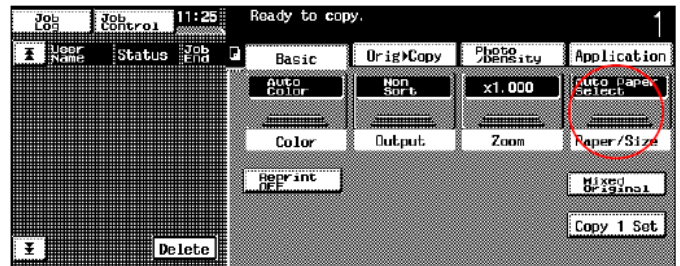 Job Log
Job Control
11:25
Ready to copy.
1
User Name
Status
Job End
Basic
Orig▸Copy
Photo /Density
Application
Auto Color
Non Sort
x1.000
Auto Paper Select
Color
Output
Zoom
Paper/Size
Reprint OFF
Mixed Original
Copy 1 Set
Delete